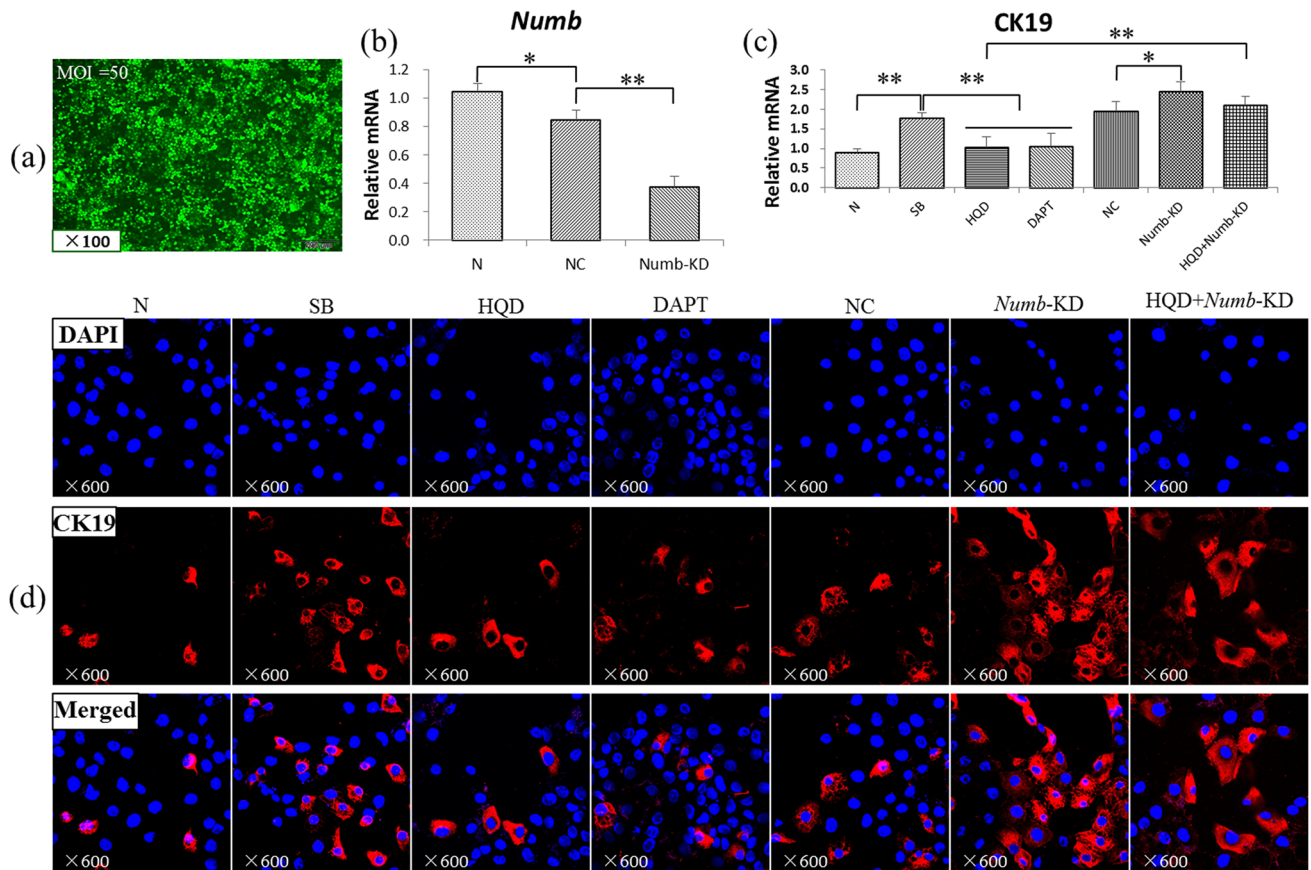 (a)
MOI =50
×100
(b)
Numb
*
**
Relative mRNA
1.2
1.0
0.8
0.6
0.4
0.2
0.0
N
NC
Numb-KD
(c)
CK19
**
**
**
*
Relative mRNA
3.0
2.5
2.0
1.5
1.0
0.5
0.0
N
SB
HQD
DAPT
NC
Numb-KD
HQD+Numb-KD
(d)
N SB HQD DAPT NC Numb-KD HQD+Numb-KD
DAPI
×600 ×600 ×600 ×600 ×600 ×600 ×600
CK19
×600 ×600 ×600 ×600 ×600 ×600 ×600
Merged
×600 ×600 ×600 ×600 ×600 ×600 ×600